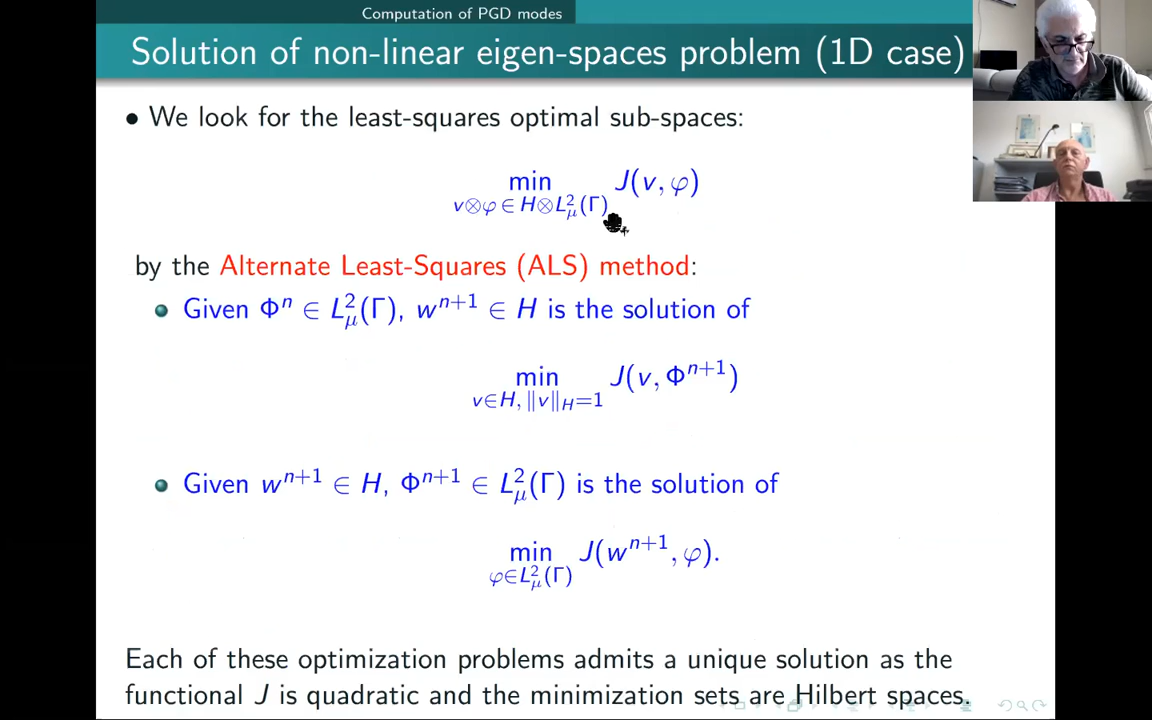 Computation of PGD modes
Solution of non-linear eigen-spaces problem (1D case)
• We look for the least-squares optimal sub-spaces:
min J(v, φ)
v⊗φ ∈ H⊗L²_μ(Γ)
by the Alternate Least-Squares (ALS) method:
Given Φⁿ ∈ L²_μ(Γ), wⁿ⁺¹ ∈ H is the solution of
min J(v, Φⁿ⁺¹)
v∈H, ‖v‖_H=1
Given wⁿ⁺¹ ∈ H, Φⁿ⁺¹ ∈ L²_μ(Γ) is the solution of
min J(wⁿ⁺¹, φ).
φ∈L²_μ(Γ)
Each of these optimization problems admits a unique solution as the
functional J is quadratic and the minimization sets are Hilbert spaces.